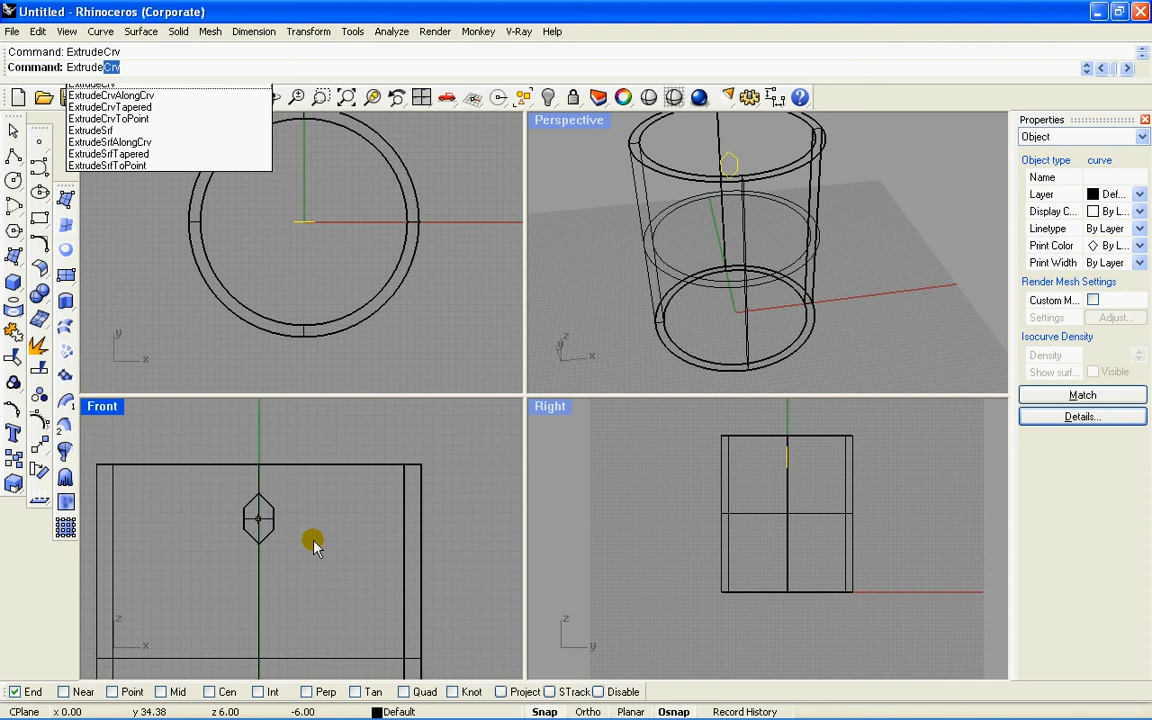 Untitled - Rhinoceros (Corporate)
File Edit View Curve Surface Solid Mesh Dimension Transform Tools Analyze Render Monkey V-Ray Help
Command: ExtrudeCrv
Command: ExtrudeCrv
ExtrudeCrv
ExtrudeCrvAlongCrv
ExtrudeCrvTapered
ExtrudeCrvToPoint
ExtrudeSrf
ExtrudeSrfAlongCrv
ExtrudeSrfTapered
ExtrudeSrfToPoint
y
x
Perspective
z
x
Front
z
x
Right
z
y
1
2
Properties
Object
Object type curve
Name
Layer Def...
Display C... By L...
Linetype By Layer
Print Color By L...
Print Width By Layer
Render Mesh Settings
Custom M...
Settings Adjust...
Isocurve Density
Density
Show surf... Visible
Match
Details...
End Near Point Mid Cen Int Perp Tan Quad Knot Project STrack Disable
CPlane x 0.00 y 34.38 z 6.00 -6.00 Default Snap Ortho Planar Osnap Record History